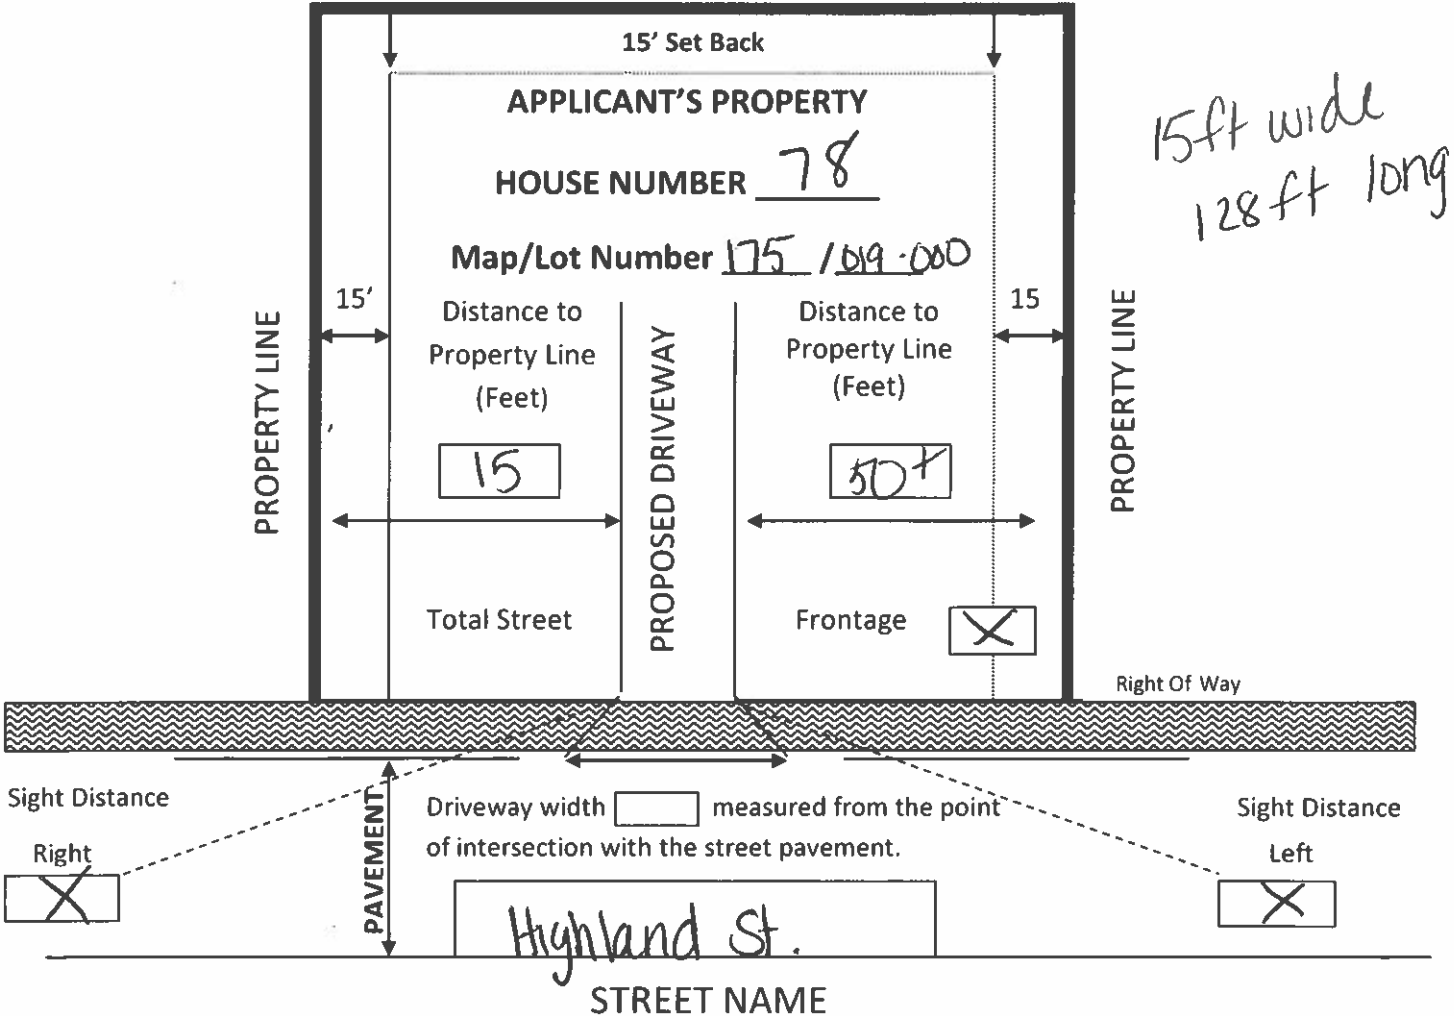 15' Set Back
APPLICANT'S PROPERTY
15ft wide
128ft long
HOUSE NUMBER 78
Map/Lot Number 175 / 019.000
15'
15
PROPERTY LINE
Distance to
Property Line
(Feet)
15
PROPOSED DRIVEWAY
Distance to
Property Line
(Feet)
50+
PROPERTY LINE
Total Street
Frontage
X
Right Of Way
Sight Distance
Right
X
PAVEMENT
Driveway width measured from the point
of intersection with the street pavement.
Sight Distance
Left
X
Highland St.
STREET NAME